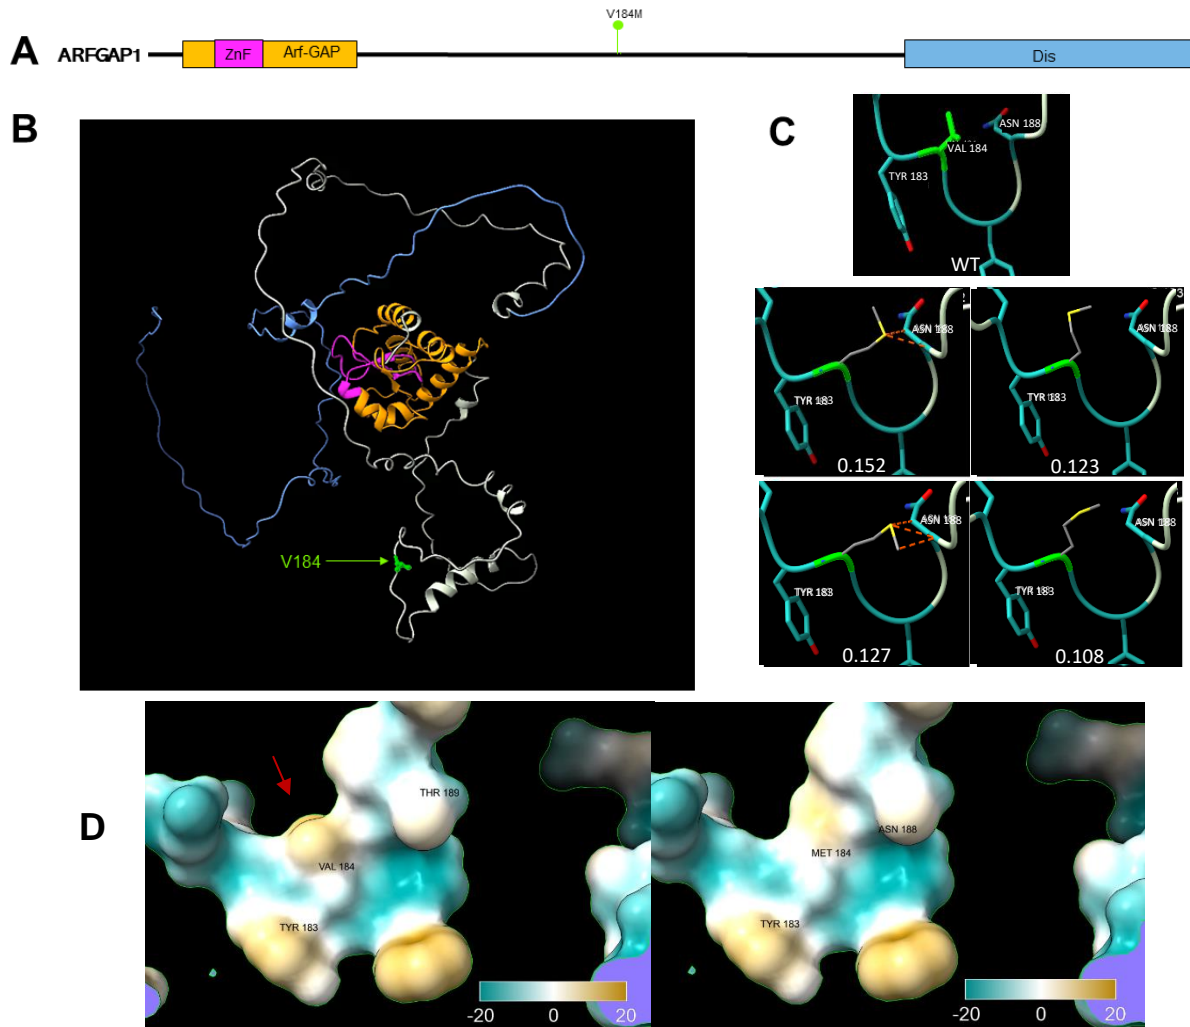 V184M
A ARFGAP1 ZnF Arf-GAP Dis
B
V184
C
ASN 188
VAL 184
TYR 183
WT
ASN 188
TYR 183
0.152
ASN 188
TYR 183
0.123
ASN 188
TYR 183
0.127
ASN 188
TYR 183
0.108
D
THR 189
VAL 184
TYR 183
-20 0 20
ASN 188
MET 184
TYR 183
-20 0 20